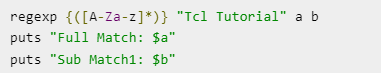 regexp {([A-Za-z]*)} "Tcl Tutorial" a b
puts "Full Match: $a"
puts "Sub Match1: $b"